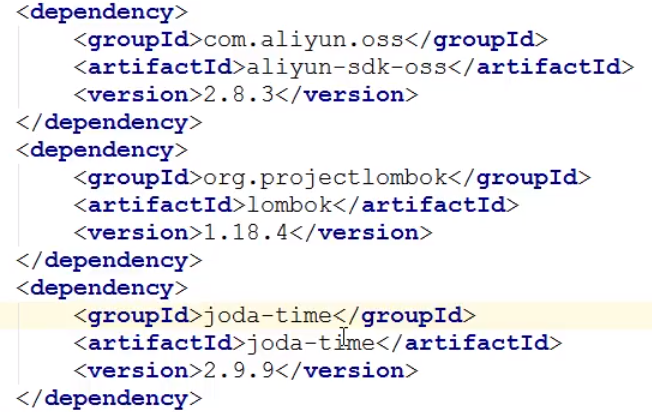 <dependency>
<groupId>com.aliyun.oss</groupId>
<artifactId>aliyun-sdk-oss</artifactId>
<version>2.8.3</version>
</dependency>
<dependency>
<groupId>org.projectlombok</groupId>
<artifactId>lombok</artifactId>
<version>1.18.4</version>
</dependency>
<dependency>
<groupId>joda-time</groupId>
<artifactId>joda-time</artifactId>
<version>2.9.9</version>
</dependency>